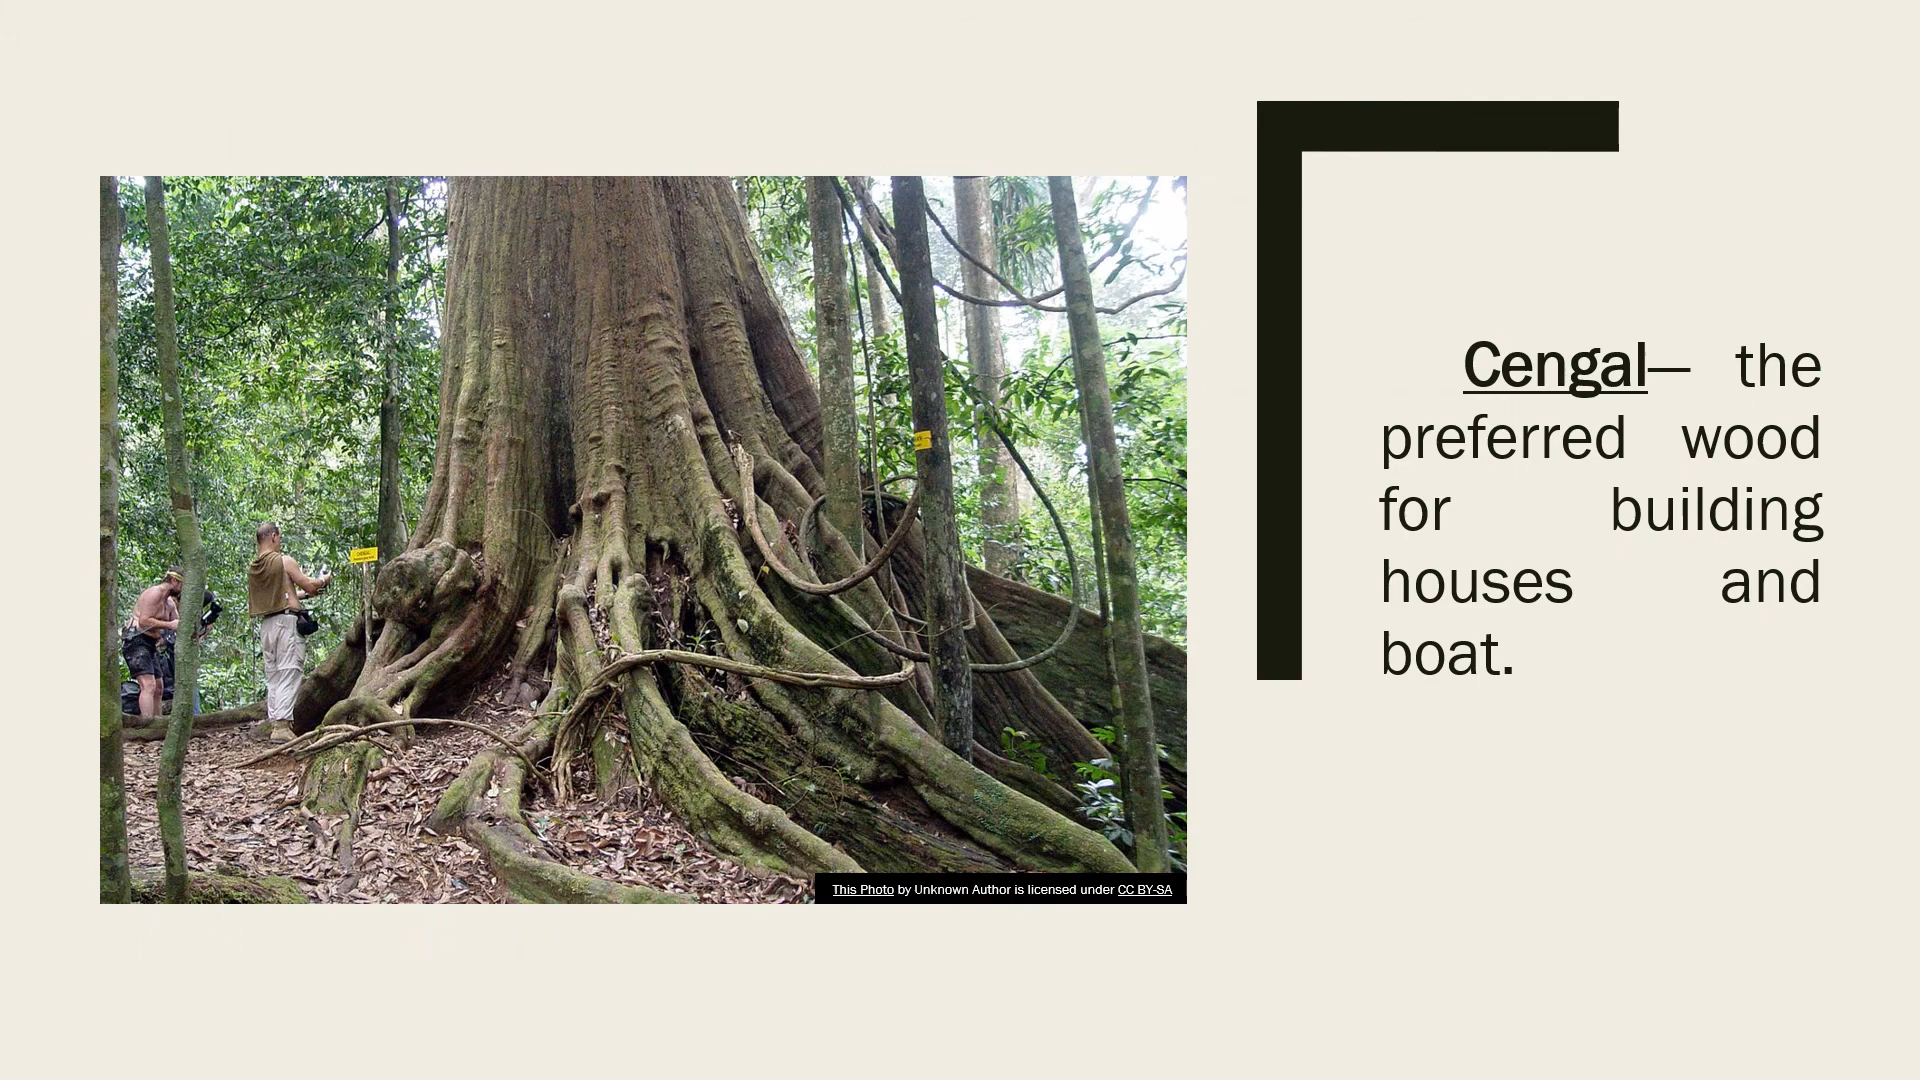 Cengal— the
preferred wood
for building
houses and
boat.
CENGAL
This Photo by Unknown Author is licensed under CC BY-SA